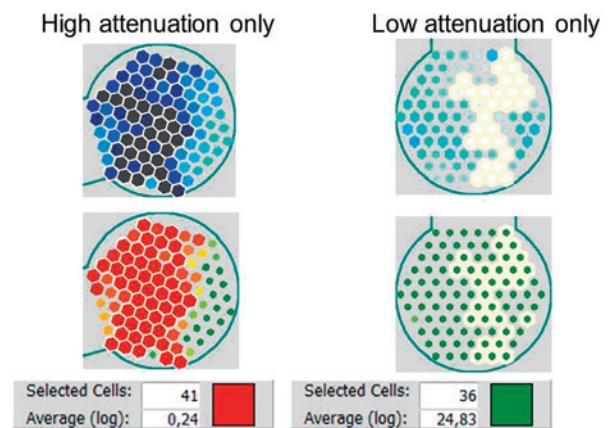 High attenuation only
Low attenuation only
Selected Cells: 41
Average (log): 0,24
Selected Cells: 36
Average (log): 24,83